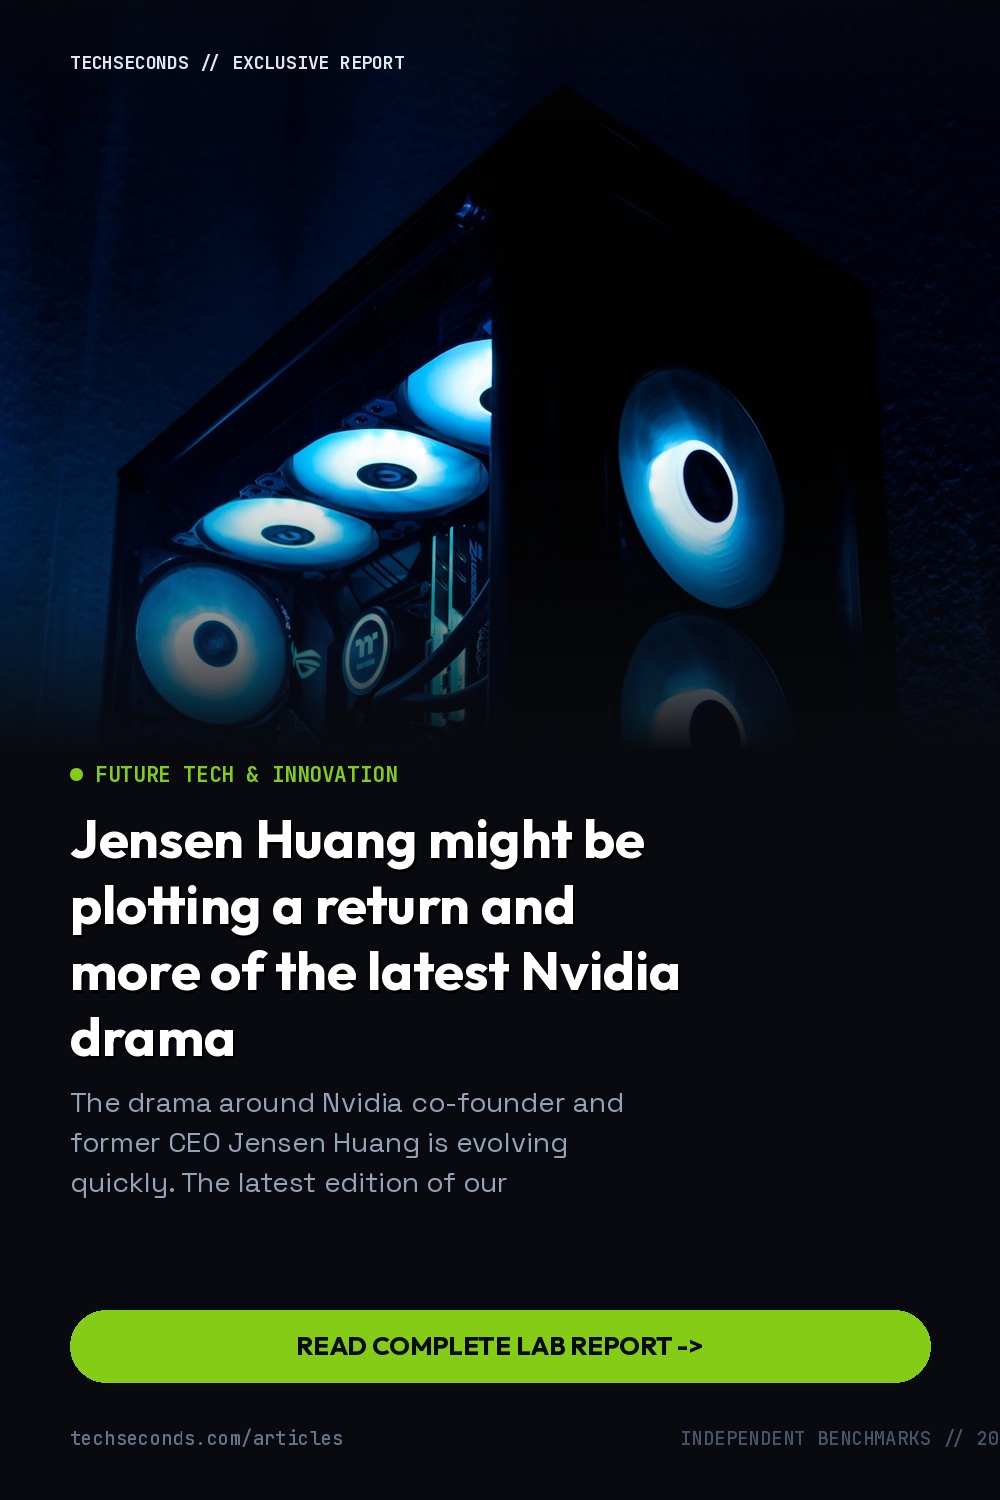 TECHSECONDS // EXCLUSIVE REPORT
FUTURE TECH & INNOVATION
Jensen Huang might be
plotting a return and
more of the latest Nvidia
drama
The drama around Nvidia co-founder and
former CEO Jensen Huang is evolving
quickly. The latest edition of our
READ COMPLETE LAB REPORT ->
techseconds.com/articles
INDEPENDENT BENCHMARKS // 20